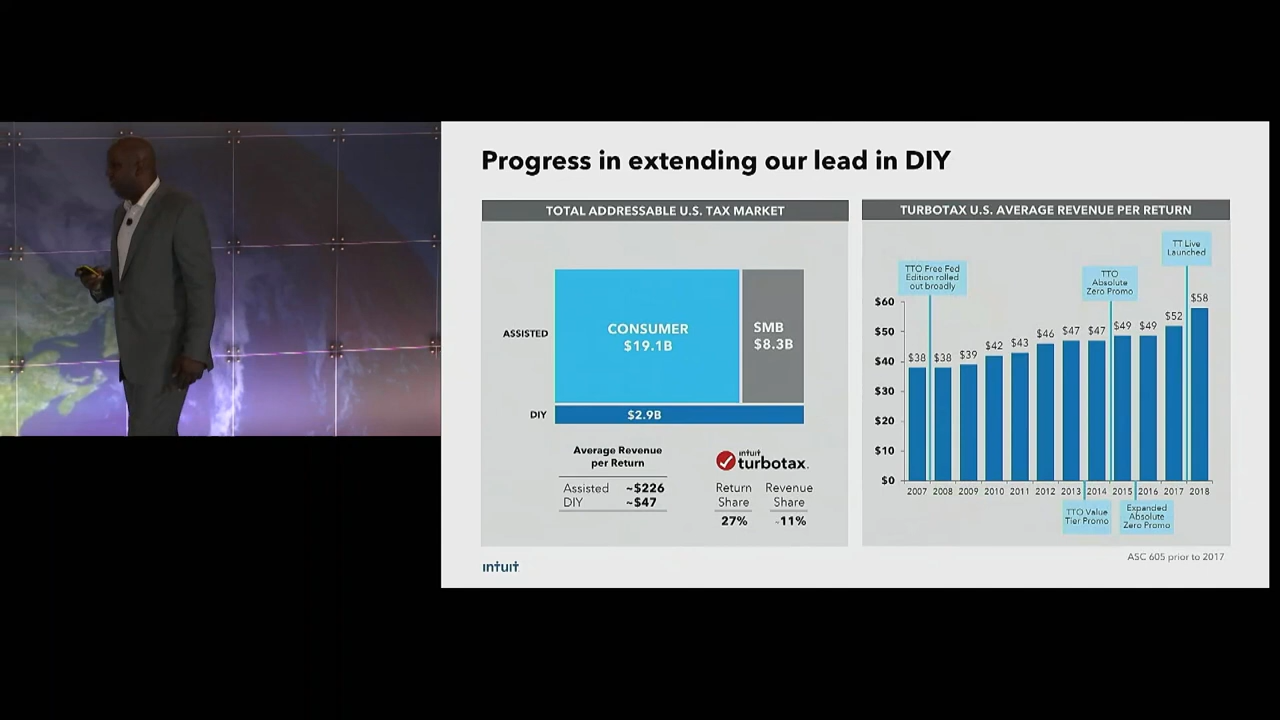 Progress in extending our lead in DIY
TOTAL ADDRESSABLE U.S. TAX MARKET
ASSISTED
CONSUMER
$19.1B
SMB
$8.3B
DIY
$2.9B
Average Revenue
per Return
Assisted ~$226
DIY ~$47
intuit
turbotax.
Return Revenue
Share Share
27% ~11%
TURBOTAX U.S. AVERAGE REVENUE PER RETURN
TTO Free Fed
Edition rolled
out broadly
TTO
Absolute
Zero Promo
TT Live
Launched
$60
$50
$40
$30
$20
$10
$0
$38 $38 $39 $42 $43 $46 $47 $47 $49 $49 $52 $58
2007 2008 2009 2010 2011 2012 2013 2014 2015 2016 2017 2018
TTO Value
Tier Promo
Expanded
Absolute
Zero Promo
ASC 605 prior to 2017
intuit